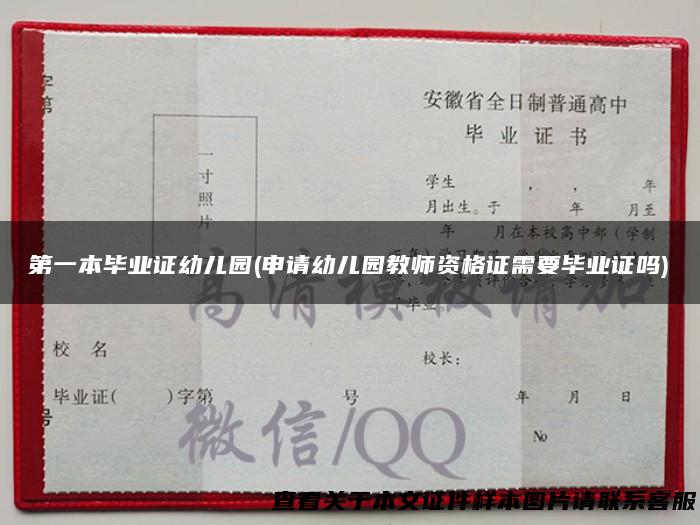 字
第
一寸照片
安徽省全日制普通高中
毕业证书
学生 , , 年
月出生。于 年 月至
年 月在本校高中部(学制
第一本毕业证幼儿园(申请幼儿园教师资格证需要毕业证吗)
高清模板请加
毕业。
校 名
校长:
毕业证( )字第 号
年 月 日
号
微信/QQ
No
查看关于本文证件样本图片请联系客服